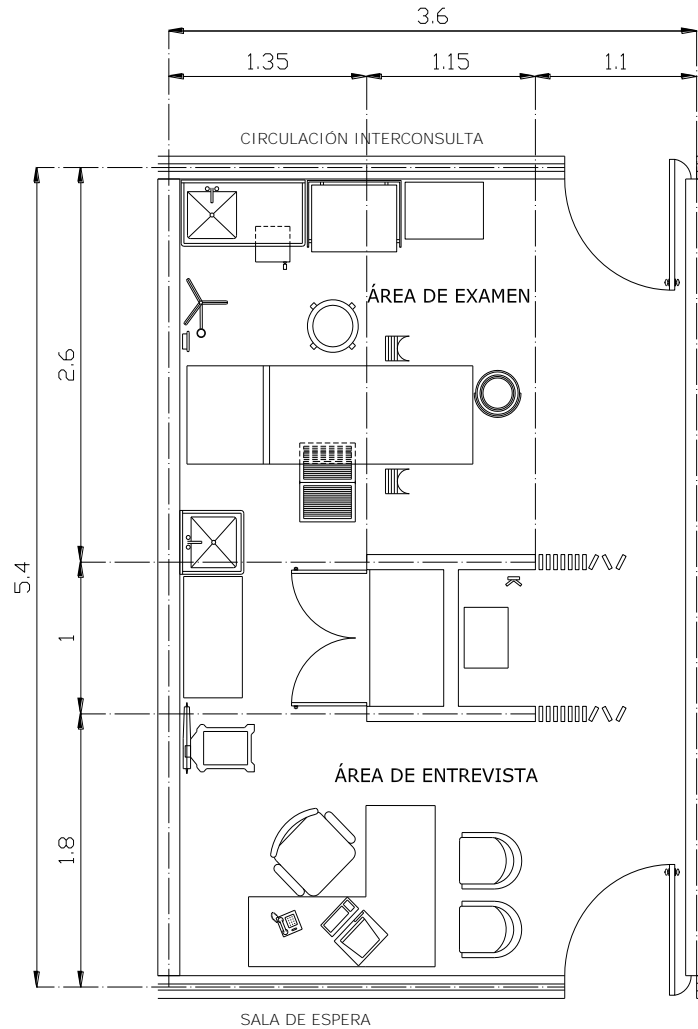 3.6
1.35
1.15
1.1
CIRCULACIÓN INTERCONSULTA
ÁREA DE EXAMEN
2.6
5.4
1
1.8
ÁREA DE ENTREVISTA
SALA DE ESPERA